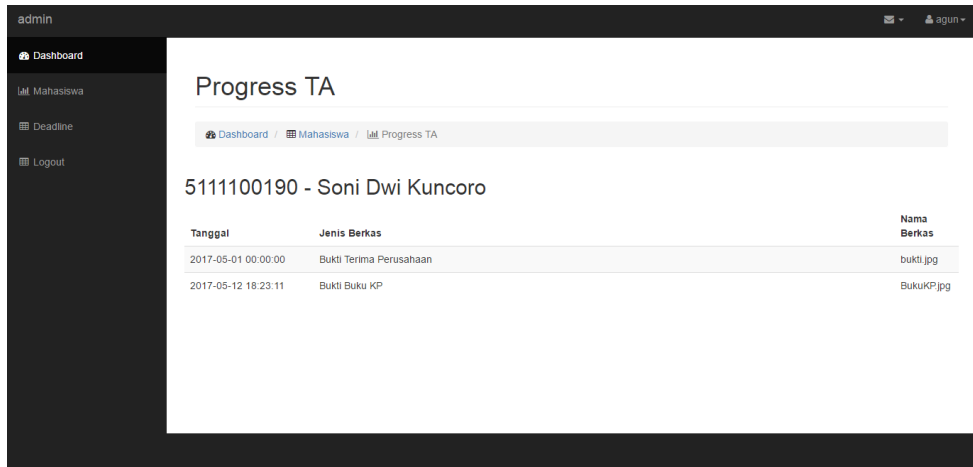 admin
agun
Dashboard
Mahasiswa
Deadline
Logout
Progress TA
Dashboard / Mahasiswa / Progress TA
5111100190 - Soni Dwi Kuncoro
Tanggal Jenis Berkas Nama Berkas
2017-05-01 00:00:00 Bukti Terima Perusahaan bukti.jpg
2017-05-12 18:23:11 Bukti Buku KP BukuKP.jpg